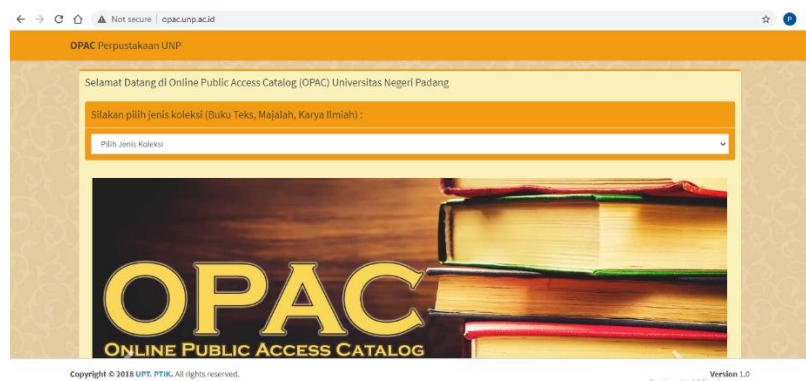 Not secure | opac.unp.ac.id
P
OPAC Perpustakaan UNP
Selamat Datang di Online Public Access Catalog (OPAC) Universitas Negeri Padang
Silakan pilih jenis koleksi (Buku Teks, Majalah, Karya Ilmiah) :
Pilih Jenis Koleksi
OPAC
ONLINE PUBLIC ACCESS CATALOG
Copyright © 2018 UPT. PTIK. All rights reserved.
Version 1.0